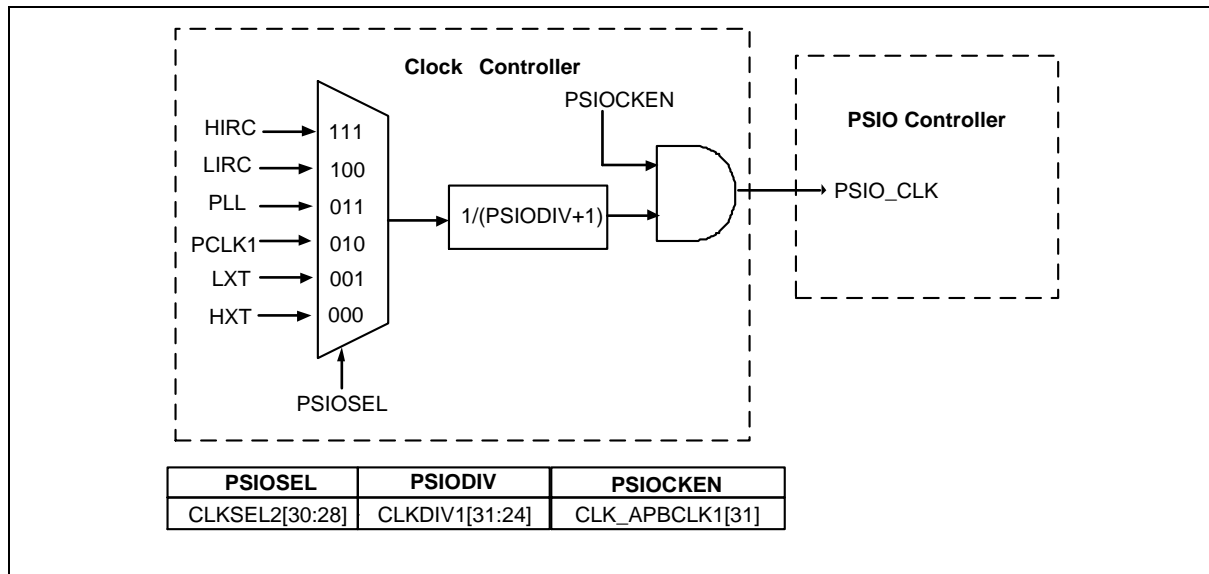 Clock Controller
PSIOCKEN
PSIO Controller
HIRC
111
LIRC
100
PLL
011
PCLK1
010
LXT
001
HXT
000
1/(PSIODIV+1)
PSIO_CLK
PSIOSEL
PSIOSEL PSIODIV PSIOCKEN
CLKSEL2[30:28] CLKDIV1[31:24] CLK_APBCLK1[31]